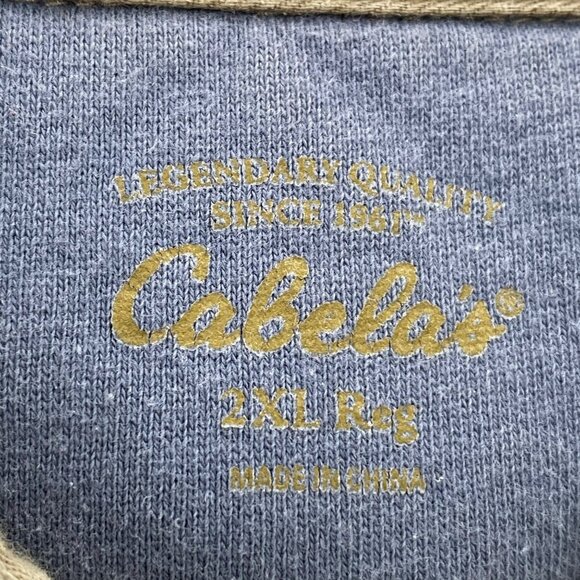 LEGENDARY QUALITY
SINCE 1961™
Cabela's®
2XL Reg
MADE IN CHINA